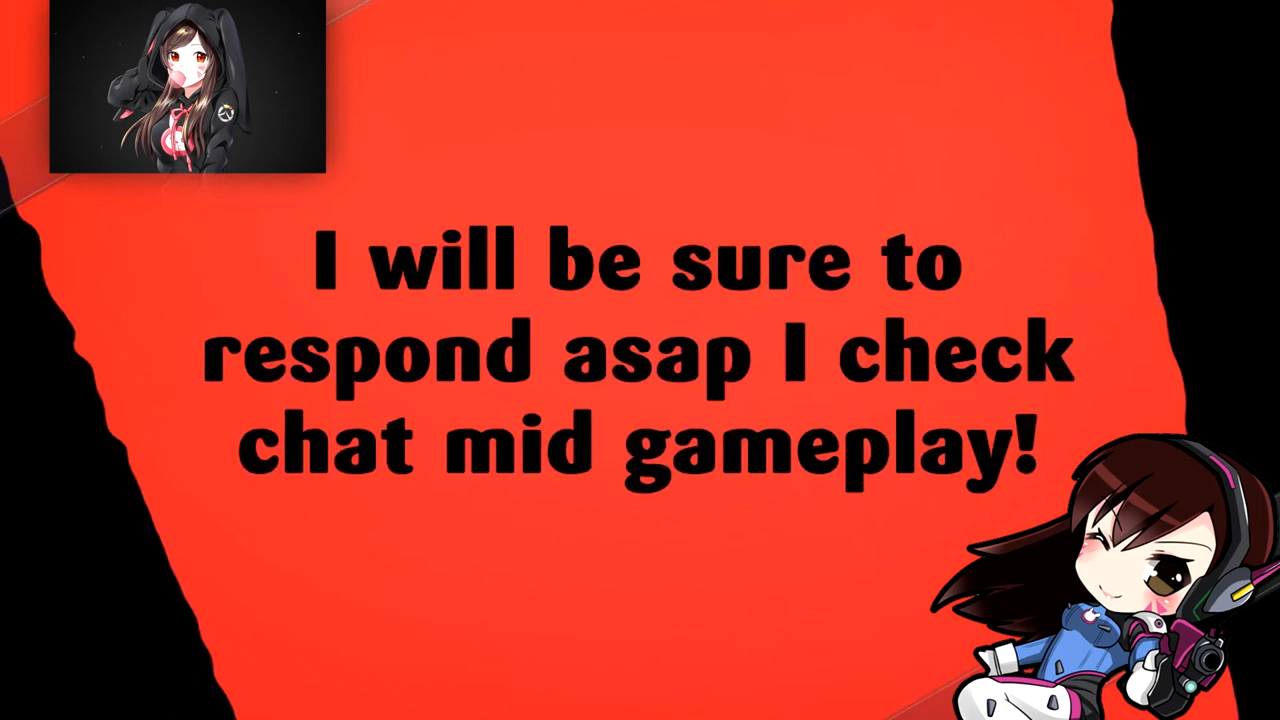 I will be sure to
respond asap I check
chat mid gameplay!